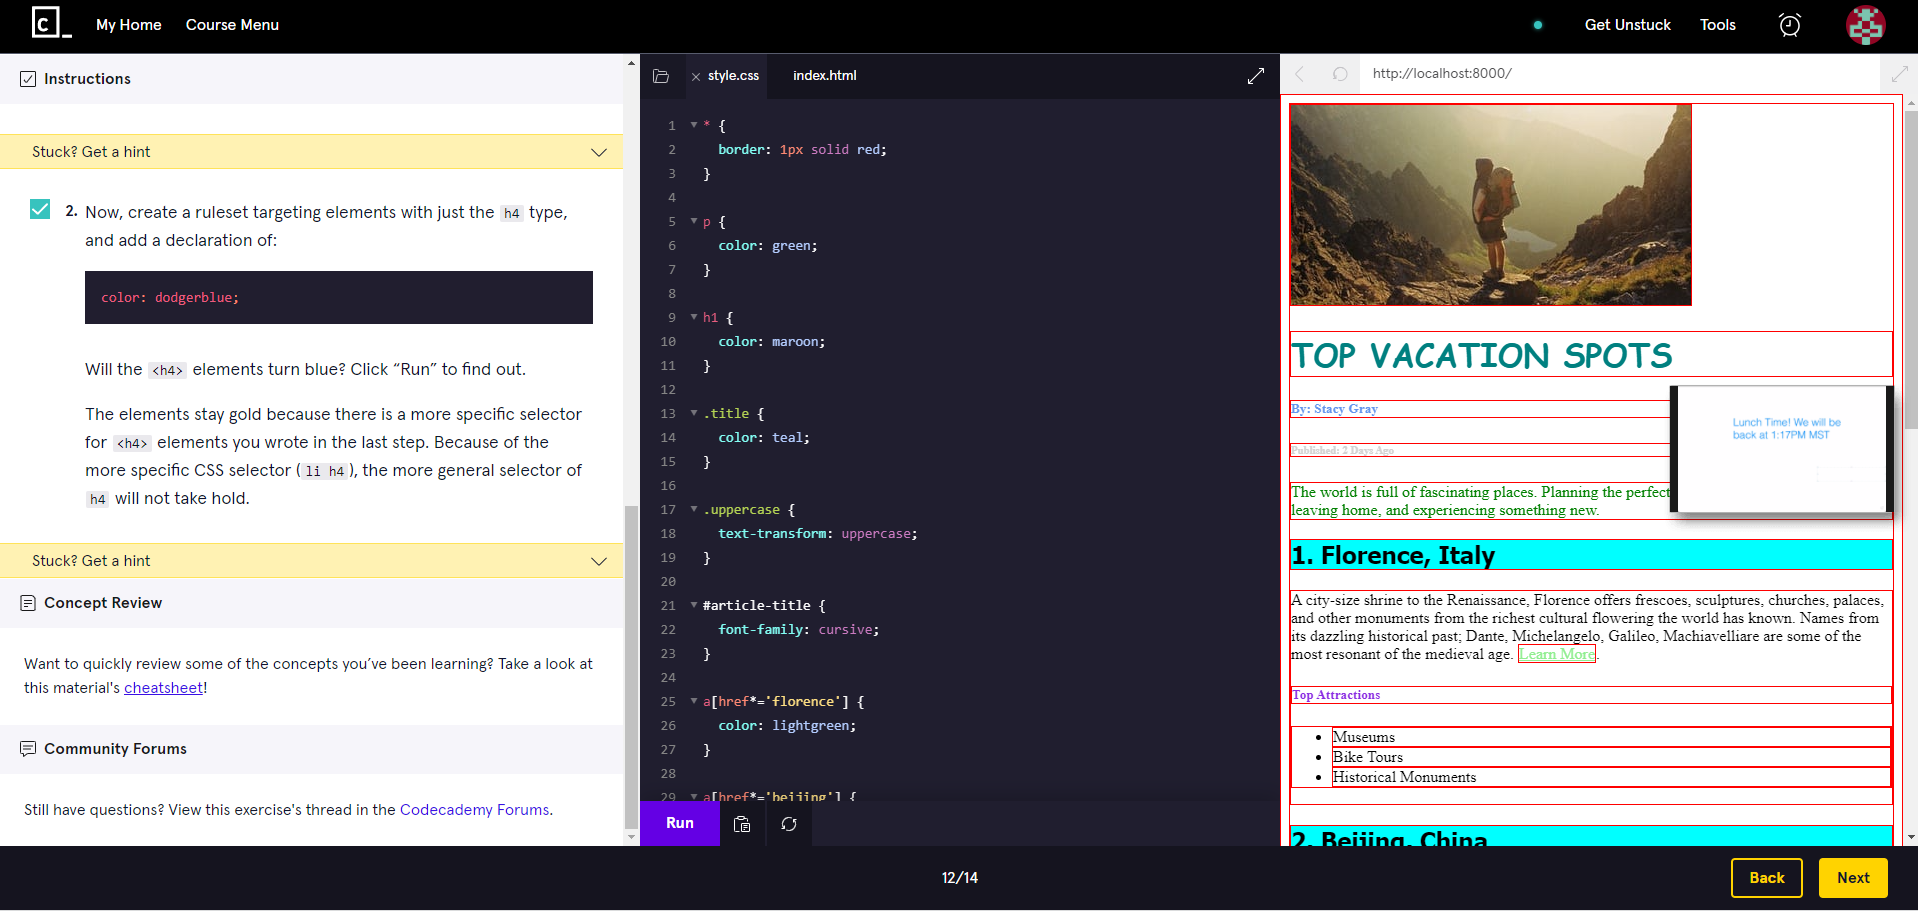 C_
My Home
Course Menu
Get Unstuck
Tools
Instructions
Stuck? Get a hint
2. Now, create a ruleset targeting elements with just the h4 type,
and add a declaration of:
color: dodgerblue;
Will the <h4> elements turn blue? Click “Run” to find out.
The elements stay gold because there is a more specific selector
for <h4> elements you wrote in the last step. Because of the
more specific CSS selector (li h4), the more general selector of
h4 will not take hold.
Stuck? Get a hint
Concept Review
Want to quickly review some of the concepts you’ve been learning? Take a look at
this material's cheatsheet!
Community Forums
Still have questions? View this exercise's thread in the Codecademy Forums.
style.css
index.html
1 * {
2 border: 1px solid red;
3 }
4
5 p {
6 color: green;
7 }
8
9 h1 {
10 color: maroon;
11 }
12
13 .title {
14 color: teal;
15 }
16
17 .uppercase {
18 text-transform: uppercase;
19 }
20
21 #article-title {
22 font-family: cursive;
23 }
24
25 a[href*='florence'] {
26 color: lightgreen;
27 }
28
29 a[href*='beijing'] {
Run
http://localhost:8000/
TOP VACATION SPOTS
By: Stacy Gray
Published: 2 Days Ago
Lunch Time! We will be
back at 1:17PM MST
The world is full of fascinating places. Planning the perfect
leaving home, and experiencing something new.
1. Florence, Italy
A city-size shrine to the Renaissance, Florence offers frescoes, sculptures, churches, palaces,
and other monuments from the richest cultural flowering the world has known. Names from
its dazzling historical past; Dante, Michelangelo, Galileo, Machiavelliare are some of the
most resonant of the medieval age. Learn More.
Top Attractions
Museums
Bike Tours
Historical Monuments
2. Beijing, China
12/14
Back
Next